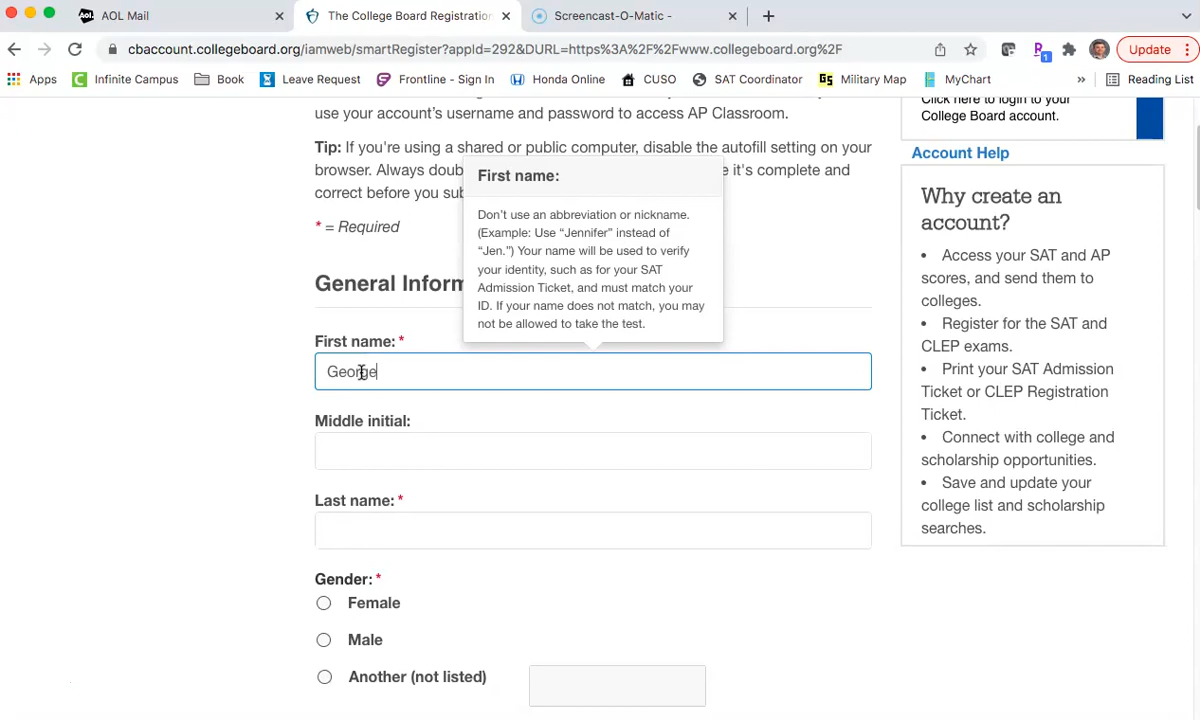 AOL Mail
The College Board Registration
Screencast-O-Matic -
cbaccount.collegeboard.org/iamweb/smartRegister?appId=292&DURL=https%3A%2F%2Fwww.collegeboard.org%2F
Update
Apps
Infinite Campus
Book
Leave Request
Frontline - Sign In
Honda Online
CUSO
SAT Coordinator
Military Map
MyChart
»
Reading List
use your account's username and password to access AP Classroom.
Tip: If you're using a shared or public computer, disable the autofill setting on your
browser. Always doub
e it's complete and
correct before you sub
* = Required
First name:
Don't use an abbreviation or nickname.
(Example: Use “Jennifer” instead of
“Jen.”) Your name will be used to verify
your identity, such as for your SAT
Admission Ticket, and must match your
ID. If your name does not match, you may
not be allowed to take the test.
General Inform
First name: *
George
Middle initial:
Last name: *
Gender: *
Female
Male
Another (not listed)
Click here to login to your
College Board account.
Account Help
Why create an
account?
• Access your SAT and AP
scores, and send them to
colleges.
• Register for the SAT and
CLEP exams.
• Print your SAT Admission
Ticket or CLEP Registration
Ticket.
• Connect with college and
scholarship opportunities.
• Save and update your
college list and scholarship
searches.